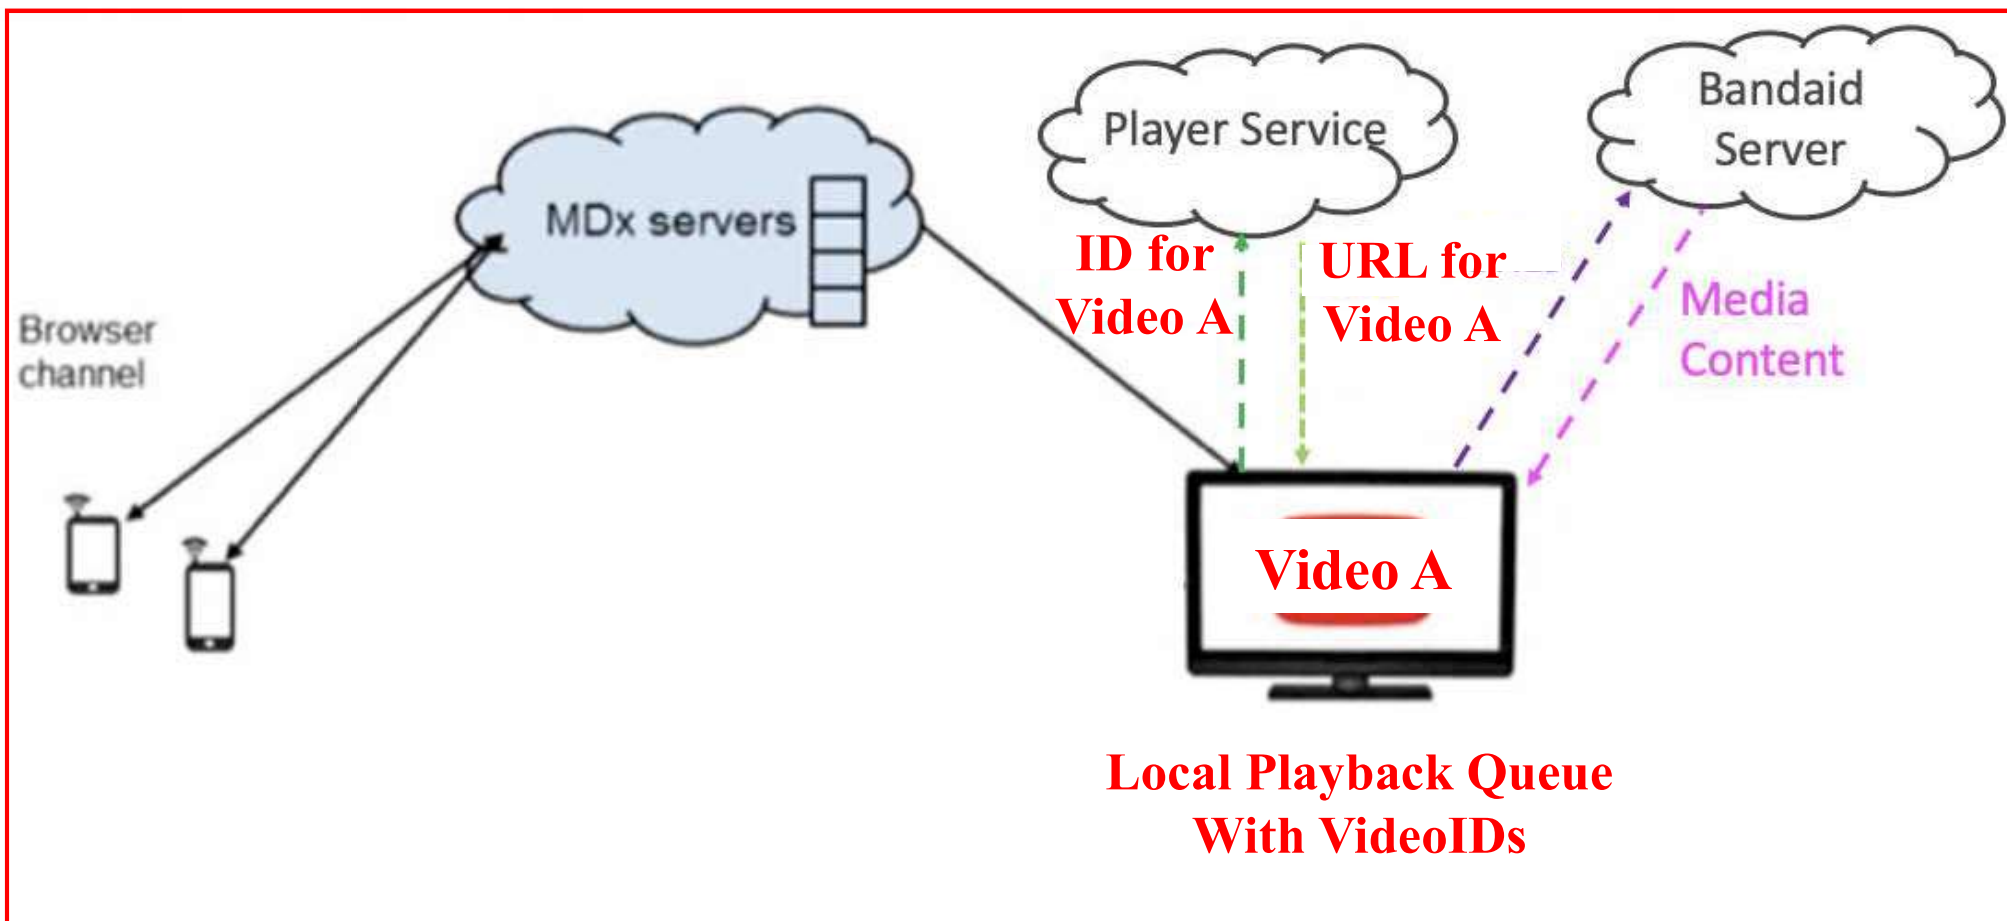 Bandaid
Server
Player Service
MDx servers
ID for
Video A
URL for
Video A
Media
Content
Browser
channel
Video A
Local Playback Queue
With VideoIDs